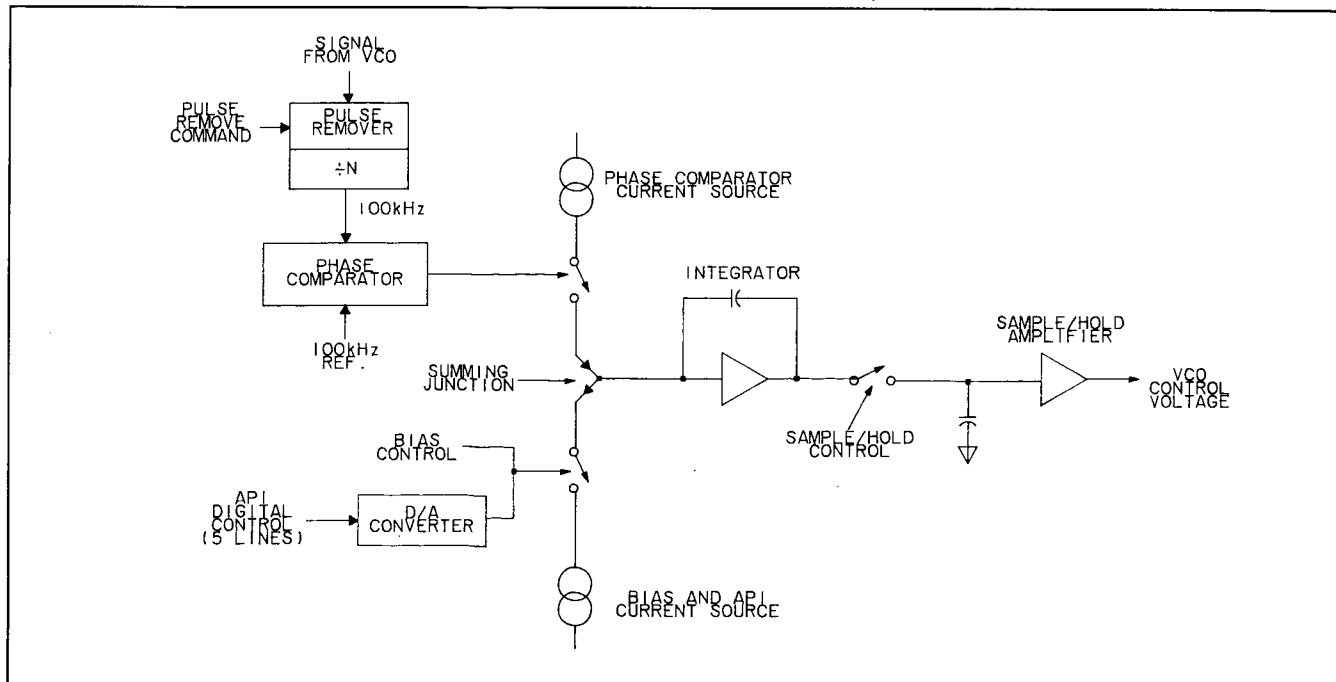 SIGNAL
FROM VCO
PULSE
REMOVE
COMMAND
PULSE
REMOVER
÷N
100kHz
PHASE
COMPARATOR
100kHz
REF.
PHASE COMPARATOR
CURRENT SOURCE
SUMMING
JUNCTION
INTEGRATOR
SAMPLE/HOLD
AMPLIFIER
VCO
CONTROL
VOLTAGE
SAMPLE/HOLD
CONTROL
BIAS
CONTROL
API
DIGITAL
CONTROL
(5 LINES)
D/A
CONVERTER
BIAS AND API
CURRENT SOURCE